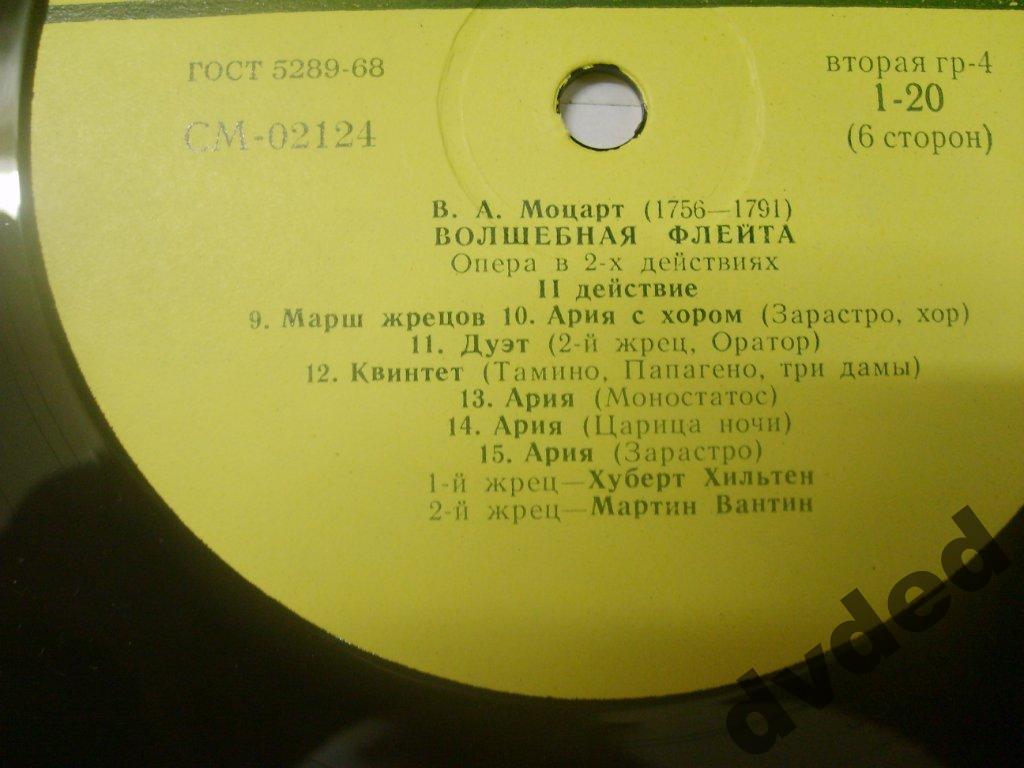 ГОСТ 5289-68
СМ-02124
вторая гр-4
1-20
(6 сторон)
В. А. Моцарт (1756—1791)
ВОЛШЕБНАЯ ФЛЕЙТА
Опера в 2-х действиях
II действие
9. Марш жрецов 10. Ария с хором (Зарастро, хор)
11. Дуэт (2-й жрец, Оратор)
12. Квинтет (Тамино, Папагено, три дамы)
13. Ария (Моностатос)
14. Ария (Царица ночи)
15. Ария (Зарастро)
1-й жрец—Хуберт Хильтен
2-й жрец—Мартин Вантин
dvded